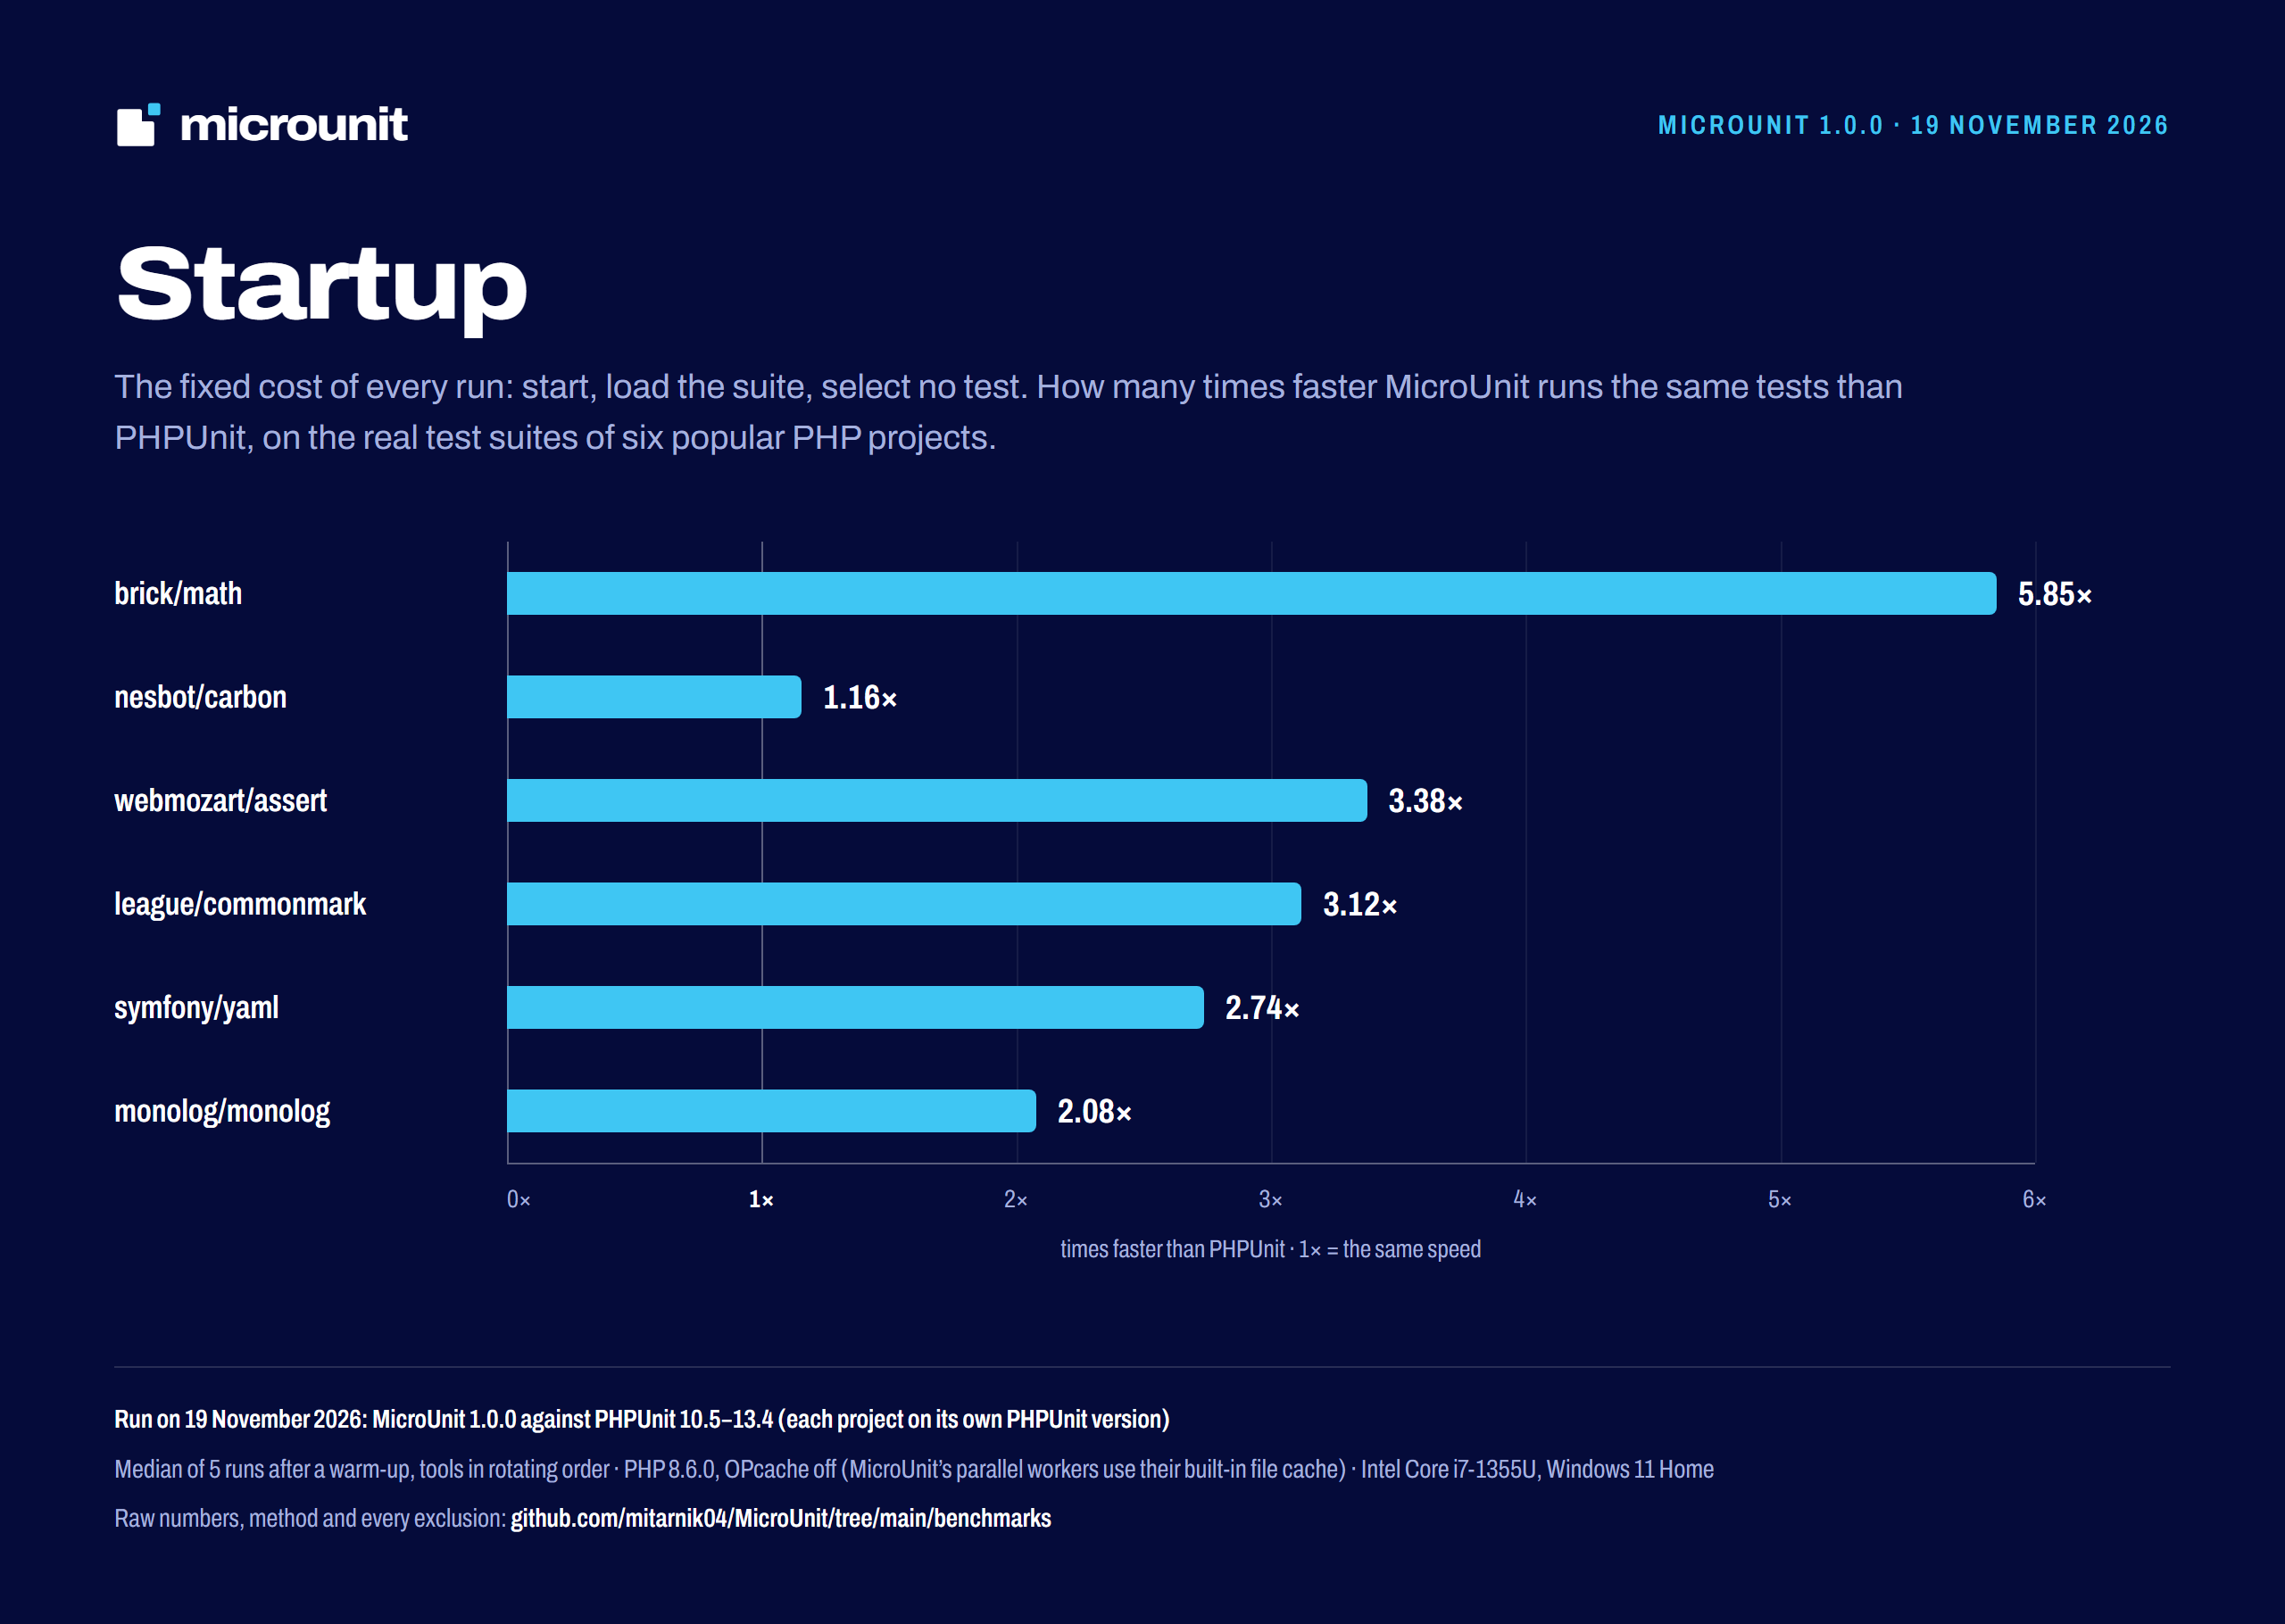 microunit
MICROUNIT 1.0.0 · 19 NOVEMBER 2026
Startup
The fixed cost of every run: start, load the suite, select no test. How many times faster MicroUnit runs the same tests than
PHPUnit, on the real test suites of six popular PHP projects.
brick/math 5.85×
nesbot/carbon 1.16×
webmozart/assert 3.38×
league/commonmark 3.12×
symfony/yaml 2.74×
monolog/monolog 2.08×
0× 1× 2× 3× 4× 5× 6×
times faster than PHPUnit · 1× = the same speed
Run on 19 November 2026: MicroUnit 1.0.0 against PHPUnit 10.5–13.4 (each project on its own PHPUnit version)
Median of 5 runs after a warm-up, tools in rotating order · PHP 8.6.0, OPcache off (MicroUnit’s parallel workers use their built-in file cache) · Intel Core i7-1355U, Windows 11 Home
Raw numbers, method and every exclusion: github.com/mitarnik04/MicroUnit/tree/main/benchmarks